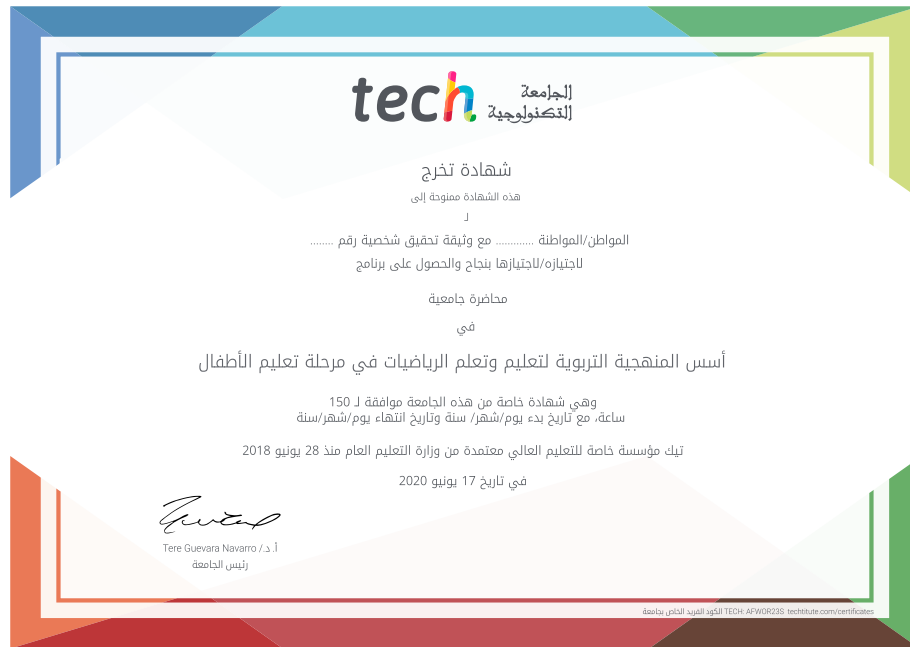 tech
الجامعة
التكنولوجية
شهادة تخرج
هذه الشهادة ممنوحة إلى
لـ
المواطن/المواطنة ............ مع وثيقة تحقيق شخصية رقم ........
لاجتيازه/لاجتيازها بنجاح والحصول على برنامج
محاضرة جامعية
في
أسس المنهجية التربوية لتعليم وتعلم الرياضيات في مرحلة تعليم الأطفال
وهي شهادة خاصة من هذه الجامعة موافقة لـ 150
ساعة، مع تاريخ بدء يوم/شهر/ سنة وتاريخ انتهاء يوم/شهر/سنة
تيك مؤسسة خاصة للتعليم العالي معتمدة من وزارة التعليم العام منذ 28 يونيو 2018
في تاريخ 17 يونيو 2020
أ. د./ Tere Guevara Navarro
رئيس الجامعة
الكود الفريد الخاص بجامعة TECH: AFWOR23S techtitute.com/certificates